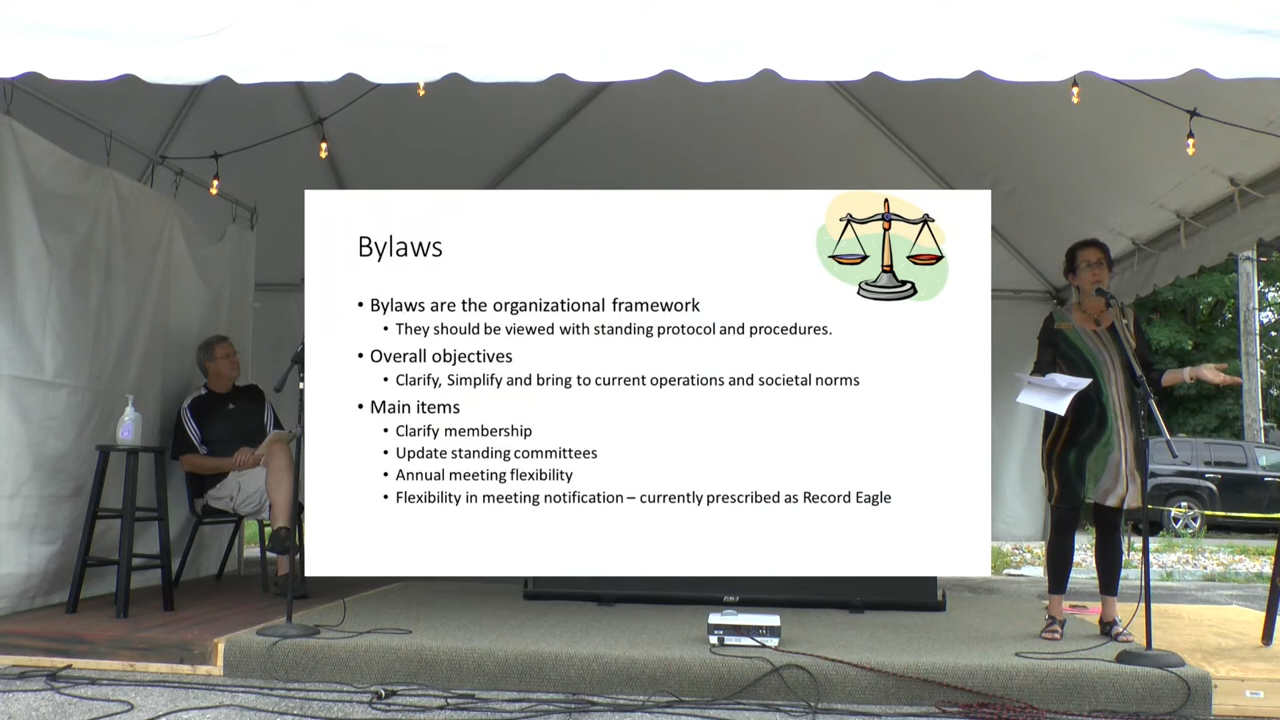 Bylaws
• Bylaws are the organizational framework
• They should be viewed with standing protocol and procedures.
• Overall objectives
• Clarify, Simplify and bring to current operations and societal norms
• Main items
• Clarify membership
• Update standing committees
• Annual meeting flexibility
• Flexibility in meeting notification – currently prescribed as Record Eagle